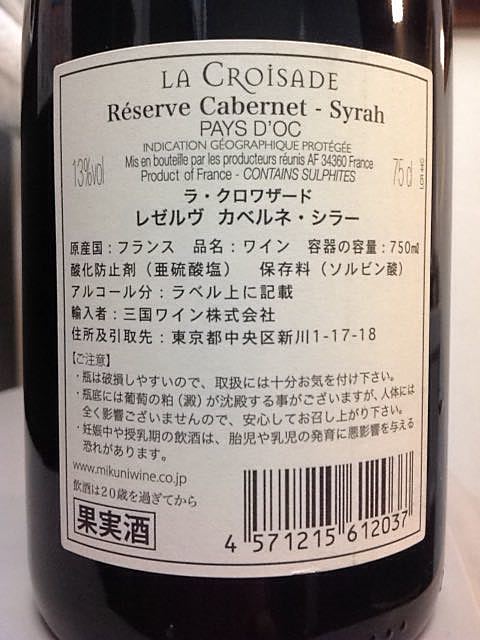 LA CROISADE
Réserve Cabernet - Syrah
PAYS D'OC
INDICATION GÉOGRAPHIQUE PROTÉGÉE
13%vol
Mis en bouteille par les producteurs réunis AF 34360 France
Product of France - CONTAINS SULPHITES
75 cl
ラ・クロワザード
レゼルヴ カベルネ・シラー
原産国:フランス 品名:ワイン 容器の容量:750mℓ
酸化防止剤(亜硫酸塩) 保存料(ソルビン酸)
アルコール分:ラベル上に記載
輸入者:三国ワイン株式会社
住所及引取先:東京都中央区新川1-17-18
【ご注意】
・瓶は破損しやすいので、取扱には十分お気を付け下さい。
・瓶底には葡萄の粕(澱)が沈殿する事がございますが、人体には
全く影響ございませんので、安心してお召し上がり下さい。
・妊娠中や授乳期の飲酒は、胎児や乳児の発育に悪影響を与える
恐れがあります。
www.mikuniwine.co.jp
飲酒は20歳を過ぎてから
果実酒
4 571215 612037